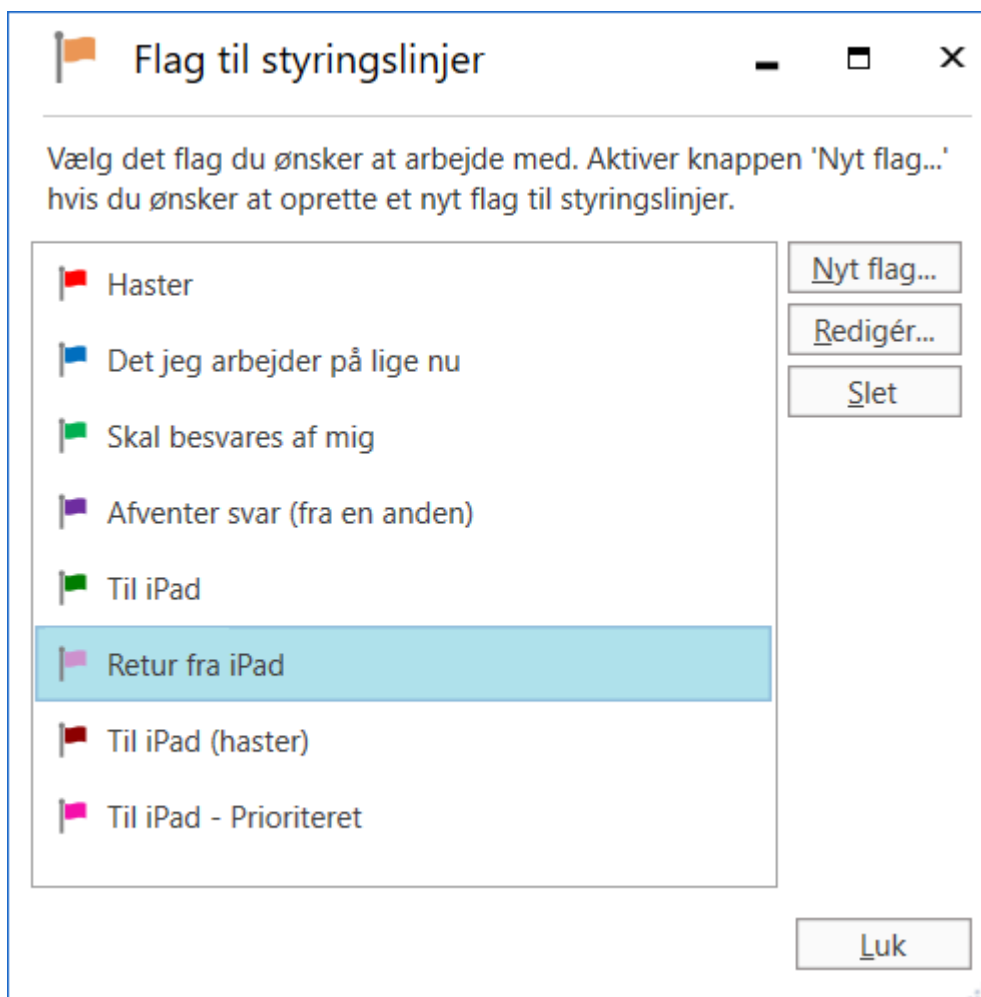 Flag til styringslinjer
Vælg det flag du ønsker at arbejde med. Aktiver knappen 'Nyt flag...'
hvis du ønsker at oprette et nyt flag til styringslinjer.
Haster
Det jeg arbejder på lige nu
Skal besvares af mig
Afventer svar (fra en anden)
Til iPad
Retur fra iPad
Til iPad (haster)
Til iPad - Prioriteret
Nyt flag...
Redigér...
Slet
Luk